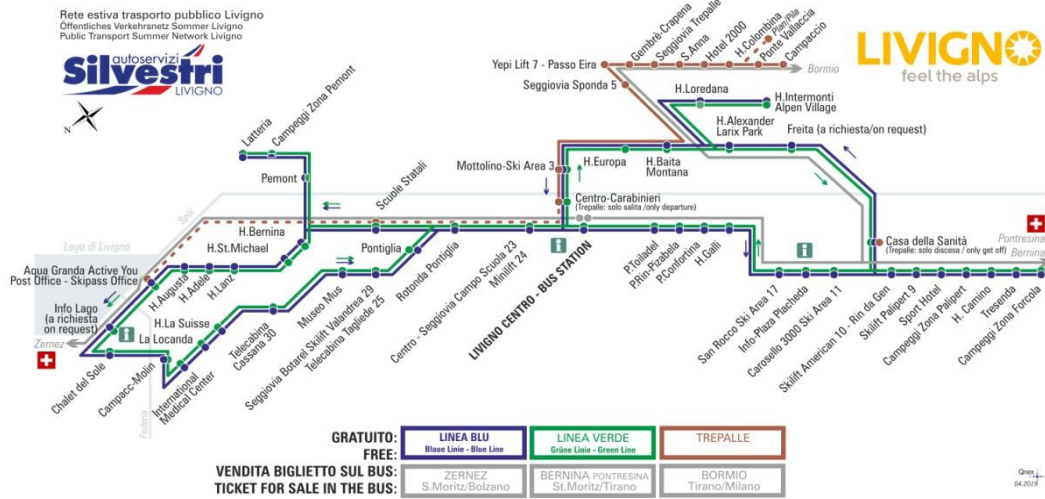 Rete estiva trasporto pubblico Livigno
Öffentliches Verkehrsnetz Sommer Livigno
Public Transport Summer Network Livigno
autoservizi
Silvestri
LIVIGNO
N
LIVIGNO
feel the alps
Gembrè-Crapena
Seggiovia Trepalle
S.Anna
Hotel 2000
H.Colombina
Plan/Pila
Ponte Vallaccia
Campaccio
Yepi Lift 7 - Passo Eira
Bormio
Seggiovia Sponda 5
H.Loredana
H.Intermonti
Alpen Village
H.Alexander
Larix Park
Freita (a richiesta/on request)
Latteria
Campeggi Zona Pemont
Pemont
Scuole Statali
Mottolino-Ski Area 3
H.Europa
H.Baita
Montana
Centro-Carabinieri
(Trepalle: solo salita /only departure)
Spöl
H.Bernina
H.St.Michael
Pontiglia
Lago di Livigno
Aqua Granda Active You
Post Office - Skipass Office
H.Augusta
H.Adele
H.Lanz
Info Lago
(a richiesta
on request)
Zernez
H.La Suisse
La Locanda
Chalet del Sole
Campacc-Molin
Federia
International
Medical Center
Telecabina
Cassana 30
Museo Mus
Seggiovia Botarel Skilift Valandrea 29
Telecabina Tagliede 25
Rotonda Pontiglia
Centro - Seggiovia Campo Scuola 23
Minilift 24
LIVIGNO CENTRO - BUS STATION
P.Toiladel
P.Rin-Pizabela
P.Confortina
H.Galli
Casa della Sanità
(Trepalle: solo discesa / only get off)
Pontresina
Bernina
San Rocco Ski Area 17
Info Plaza Placheda
Carosello 3000 Ski Area 11
Skilift American 10 - Rin da Gen
Skilift Palipert 9
Spot Hotel
Campeggi Zona Palipert
H. Camino
Tresenda
Campeggi Zona Forcola
GRATUITO:
FREE:
LINEA BLU
Blaue Linie - Blue Line
LINEA VERDE
Grüne Linie - Green Line
TREPALLE
VENDITA BIGLIETTO SUL BUS:
TICKET FOR SALE IN THE BUS:
ZERNEZ
S.Moritz/Bolzano
BERNINA PONTRESINA
St.Moritz/Tirano
BORMIO
Tirano/Milano
Qnex
04.2015